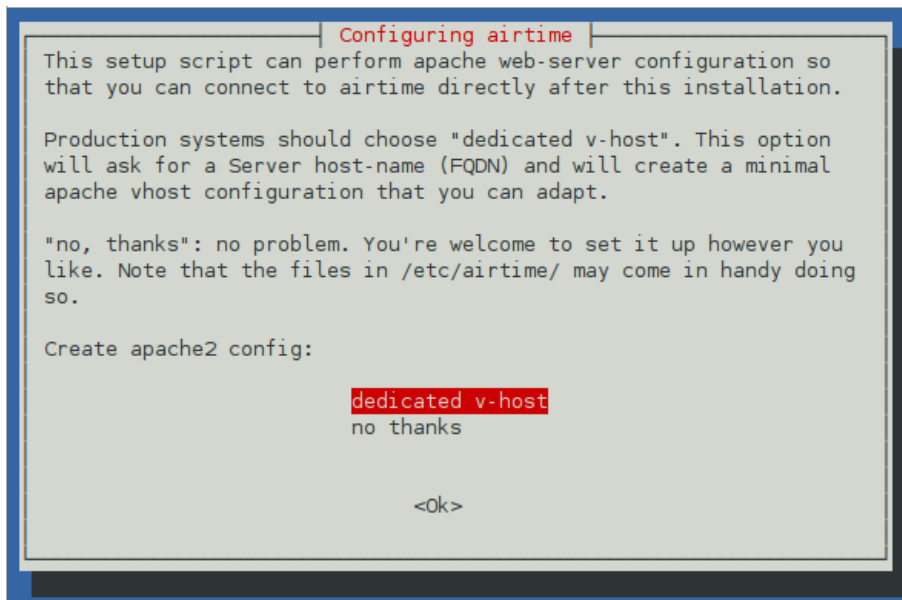 Configuring airtime
This setup script can perform apache web-server configuration so
that you can connect to airtime directly after this installation.
Production systems should choose "dedicated v-host". This option
will ask for a Server host-name (FQDN) and will create a minimal
apache vhost configuration that you can adapt.
"no, thanks": no problem. You're welcome to set it up however you
like. Note that the files in /etc/airtime/ may come in handy doing
so.
Create apache2 config:
dedicated v-host
no thanks
<Ok>